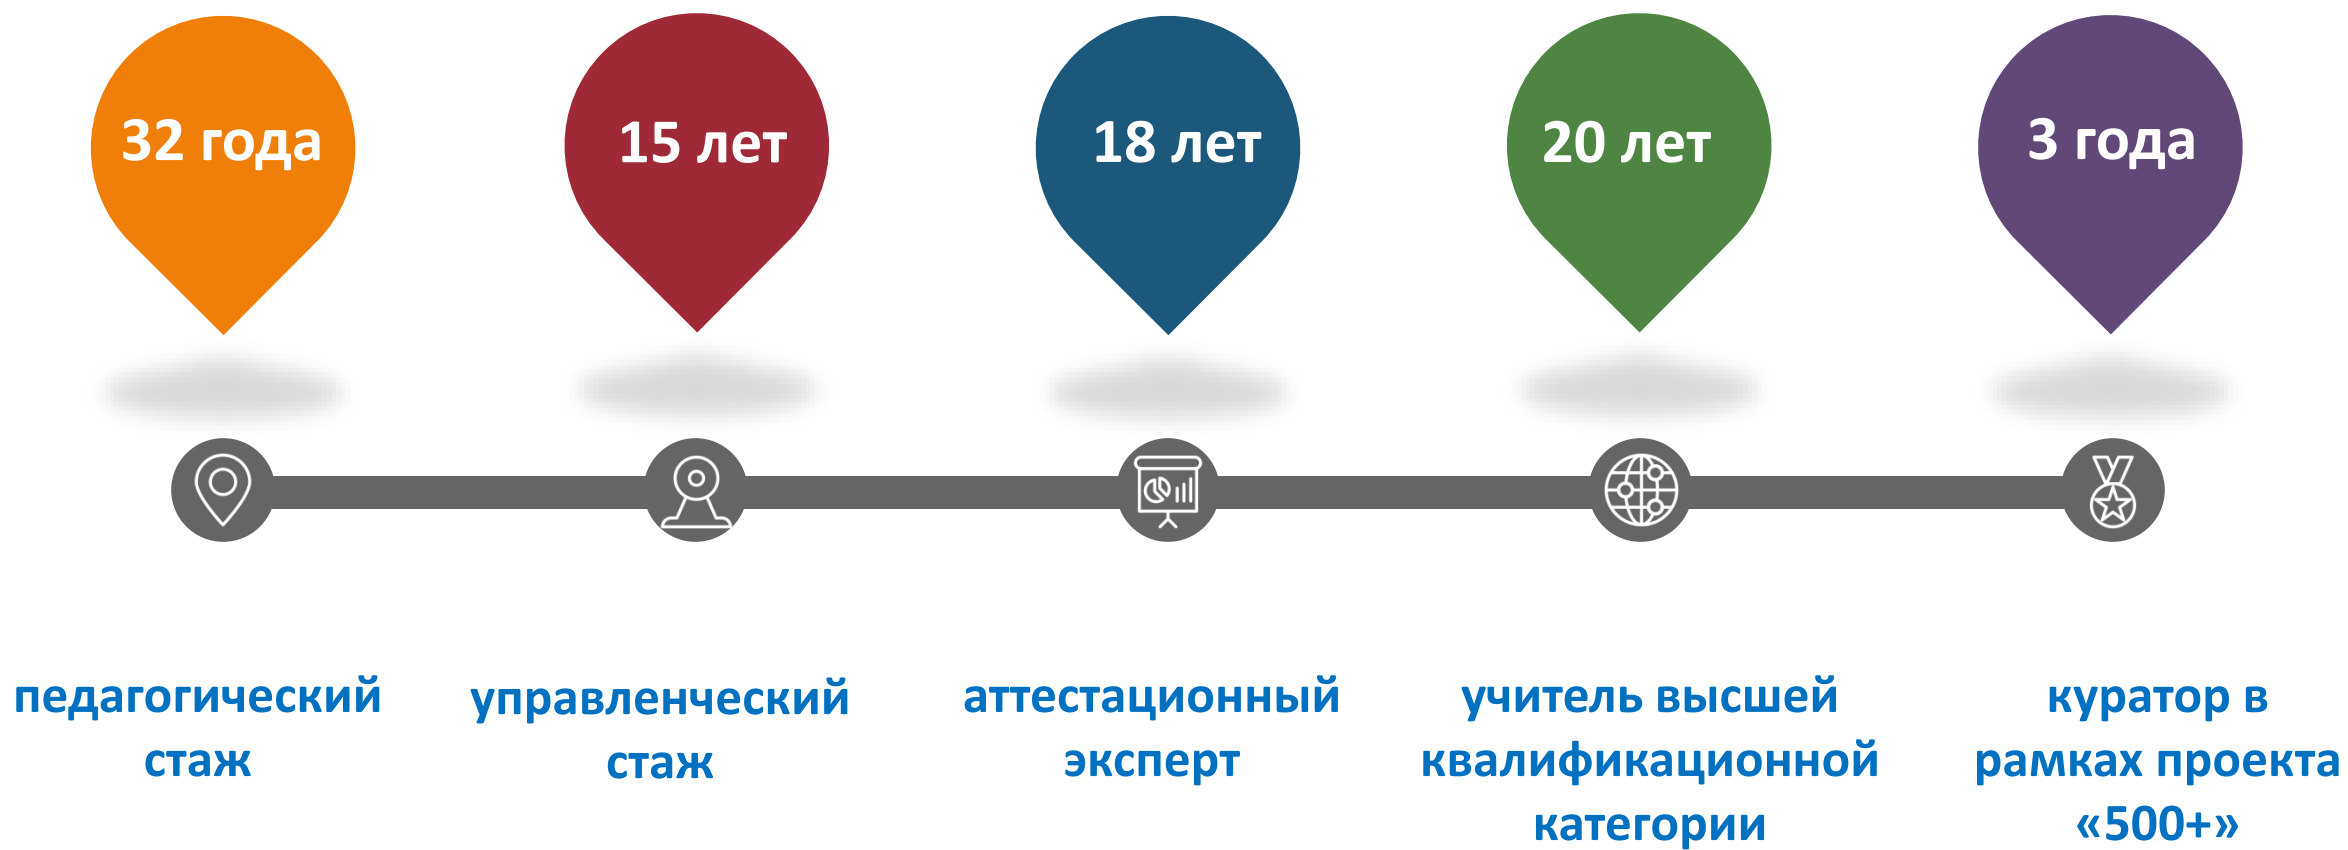 32 года
15 лет
18 лет
20 лет
3 года
педагогический
стаж
управленческий
стаж
аттестационный
эксперт
учитель высшей
квалификационной
категории
куратор в
рамках проекта
«500+»